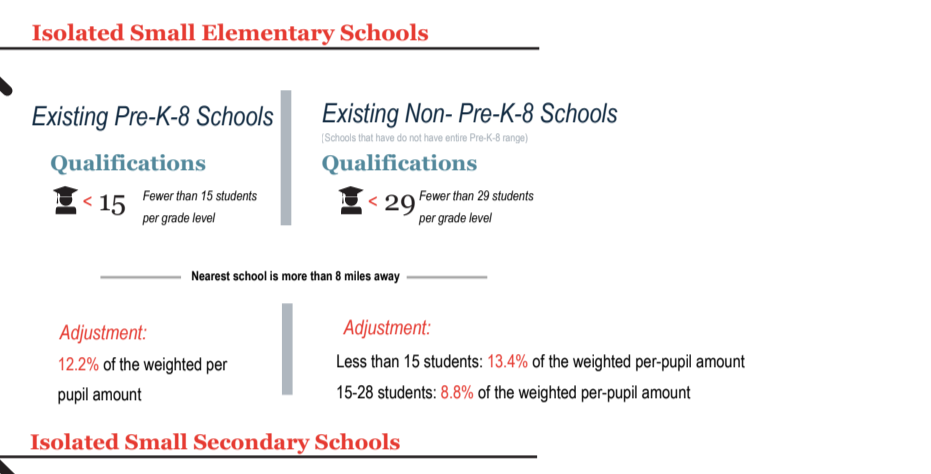 Isolated Small Elementary Schools
Existing Pre-K-8 Schools
Qualifications
< 15 Fewer than 15 students
per grade level
Existing Non- Pre-K-8 Schools
(Schools that have do not have entire Pre-K-8 range)
Qualifications
< 29 Fewer than 29 students
per grade level
Nearest school is more than 8 miles away
Adjustment:
12.2% of the weighted per
pupil amount
Adjustment:
Less than 15 students: 13.4% of the weighted per-pupil amount
15-28 students: 8.8% of the weighted per-pupil amount
Isolated Small Secondary Schools